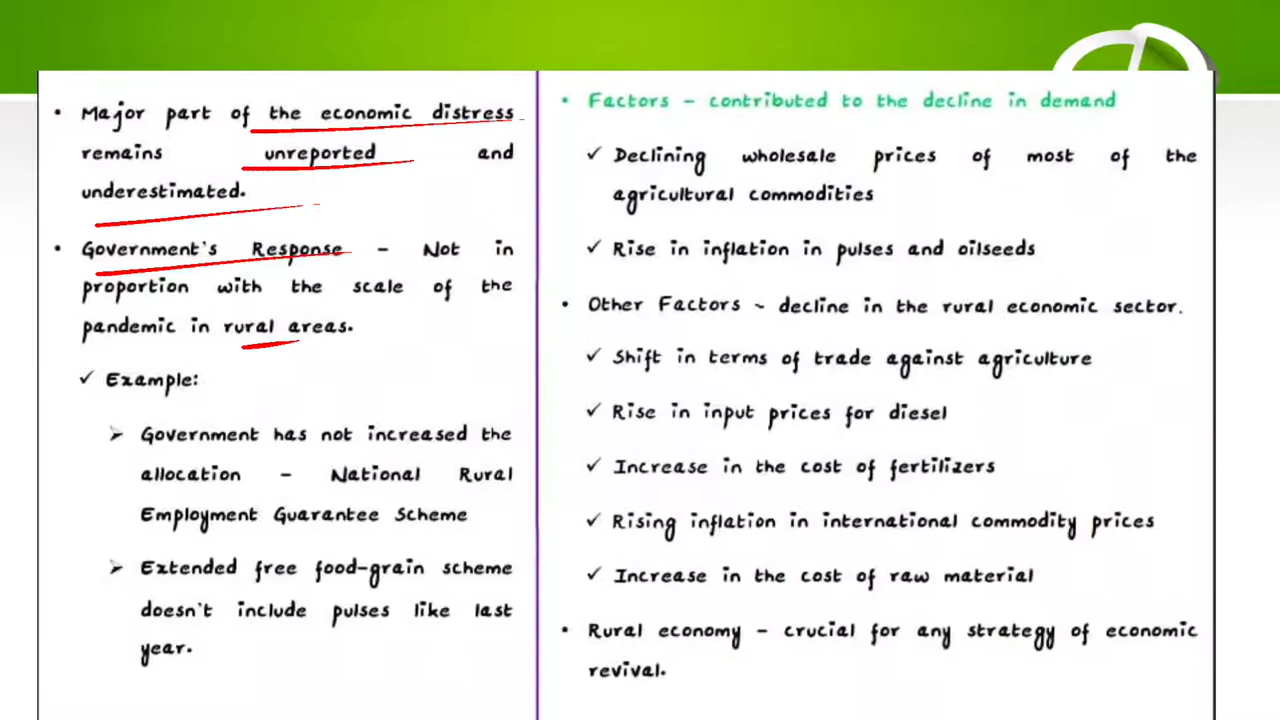 • Major part of the economic distress
remains unreported and
underestimated.
• Government's Response - Not in
proportion with the scale of the
pandemic in rural areas.
✓ Example:
➢ Government has not increased the
allocation - National Rural
Employment Guarantee Scheme
➢ Extended free food-grain scheme
doesn't include pulses like last
year.
• Factors - contributed to the decline in demand
✓ Declining wholesale prices of most of the
agricultural commodities
✓ Rise in inflation in pulses and oilseeds
• Other Factors ~ decline in the rural economic sector.
✓ Shift in terms of trade against agriculture
✓ Rise in input prices for diesel
✓ Increase in the cost of fertilizers
✓ Rising inflation in international commodity prices
✓ Increase in the cost of raw material
• Rural economy - crucial for any strategy of economic
revival.